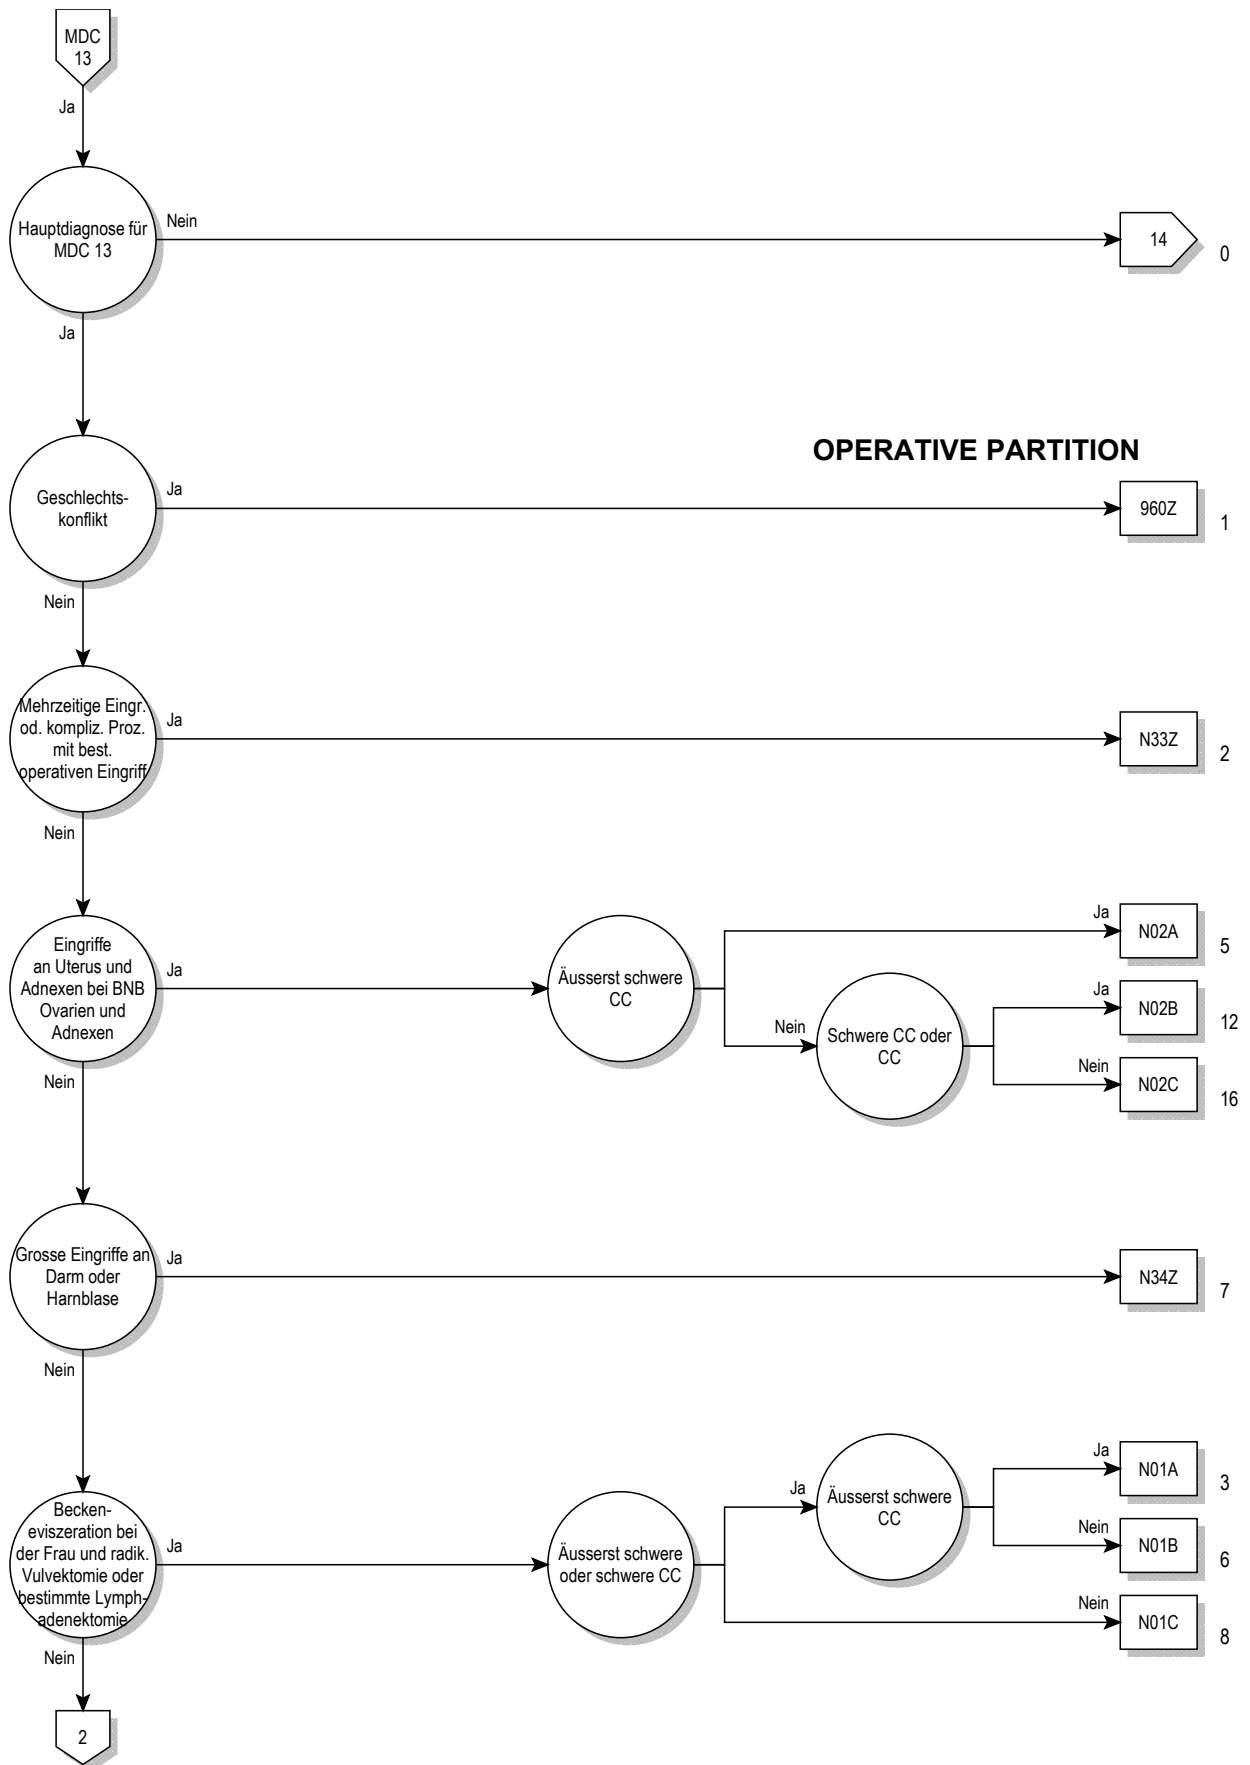 MDC
13
Ja
Hauptdiagnose für
MDC 13
Nein
14
0
Ja
OPERATIVE PARTITION
Geschlechts-
konflikt
Ja
960Z
1
Nein
Mehrzeitige Eingr.
od. kompliz. Proz.
mit best.
operativen Eingriff
Ja
N33Z
2
Nein
Eingriffe
an Uterus und
Adnexen bei BNB
Ovarien und
Adnexen
Ja
Äusserst schwere
CC
Ja
N02A
5
Nein
Schwere CC oder
CC
Ja
N02B
12
Nein
N02C
16
Nein
Grosse Eingriffe an
Darm oder
Harnblase
Ja
N34Z
7
Nein
Becken-
eviszeration bei
der Frau und radik.
Vulvektomie oder
bestimmte Lymph-
adenektomie
Ja
Äusserst schwere
oder schwere CC
Ja
Äusserst schwere
CC
Ja
N01A
3
Nein
N01B
6
Nein
N01C
8
Nein
2